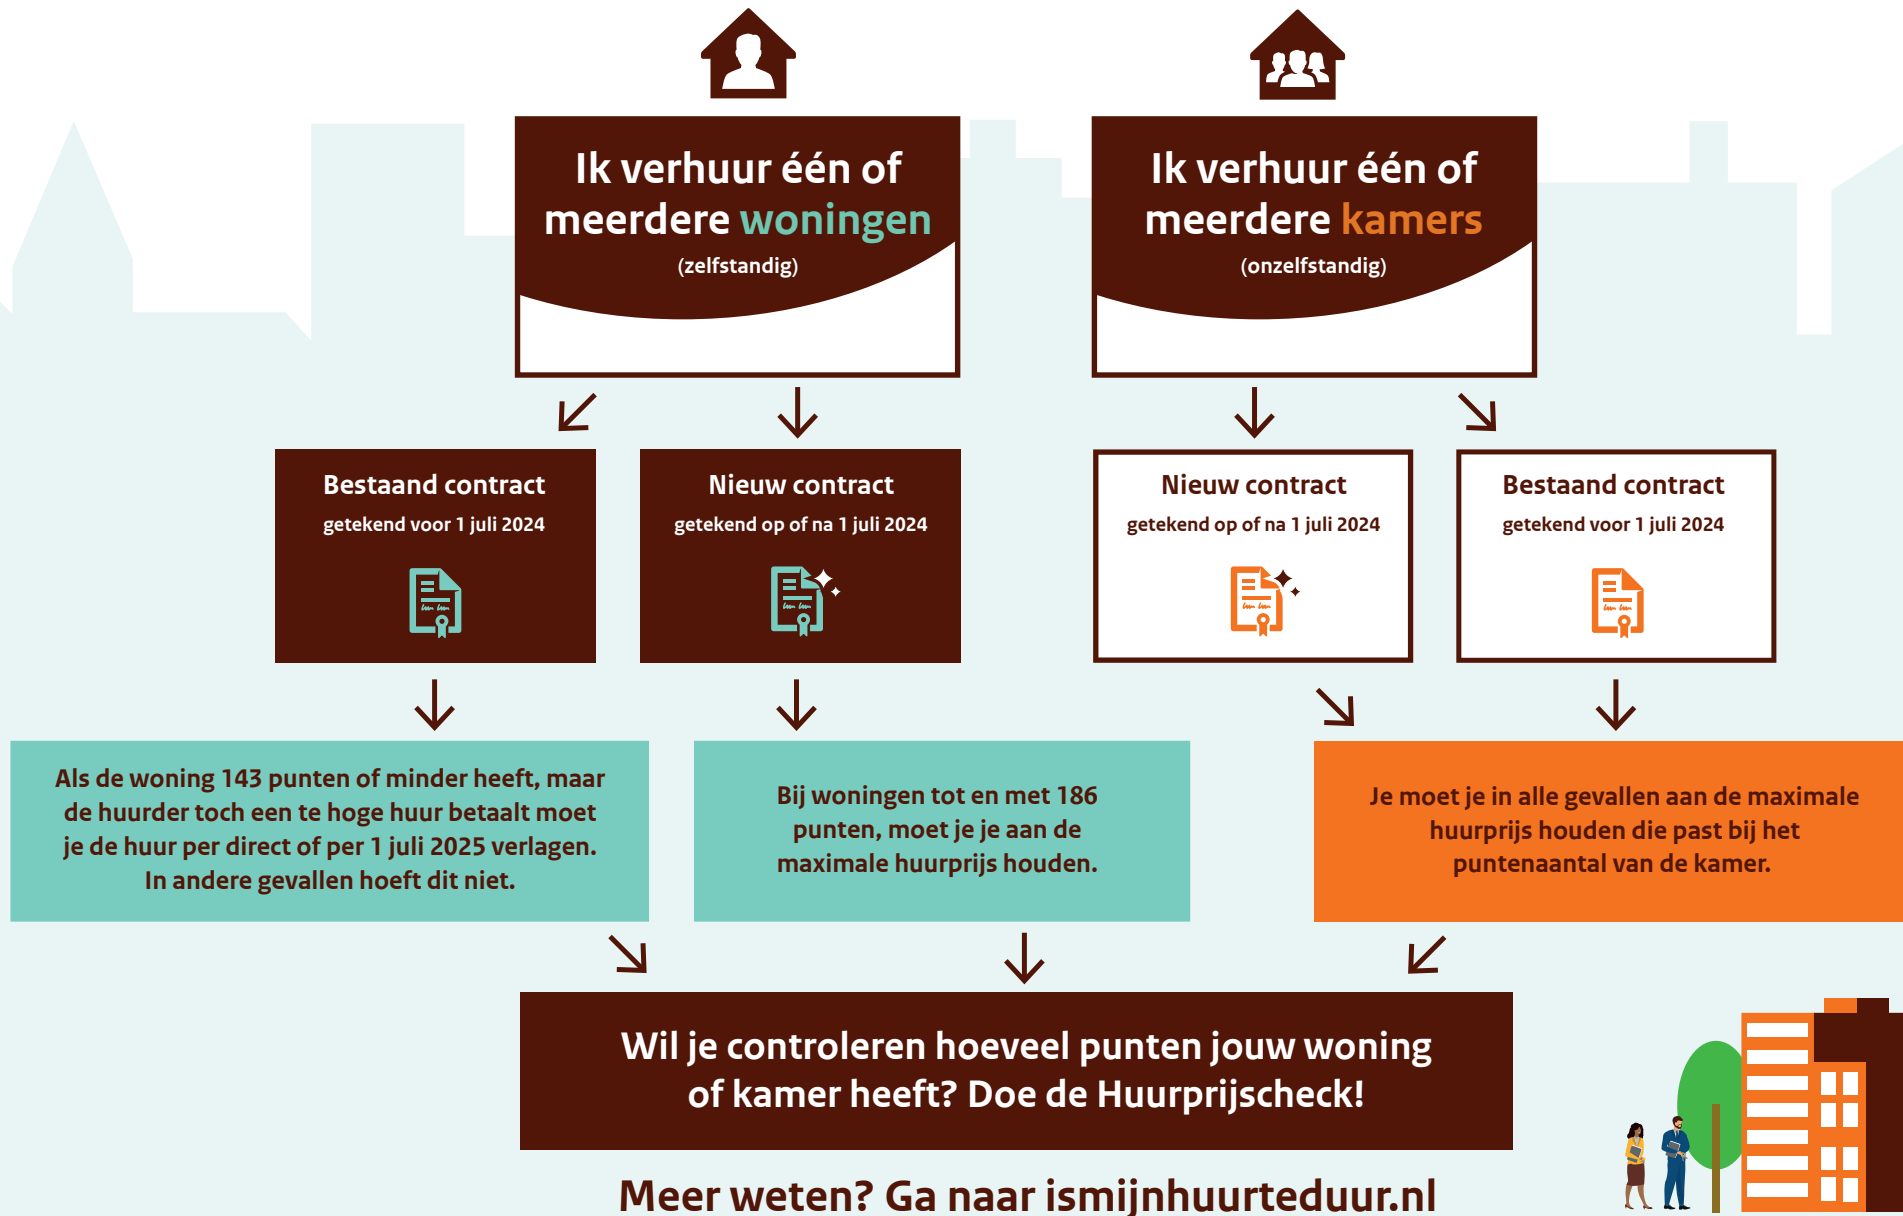 Ik verhuur één of
meerdere woningen
(zelfstandig)
Ik verhuur één of
meerdere kamers
(onzelfstandig)
Bestaand contract
getekend voor 1 juli 2024
Nieuw contract
getekend op of na 1 juli 2024
Nieuw contract
getekend op of na 1 juli 2024
Bestaand contract
getekend voor 1 juli 2024
Als de woning 143 punten of minder heeft, maar
de huurder toch een te hoge huur betaalt moet
je de huur per direct of per 1 juli 2025 verlagen.
In andere gevallen hoeft dit niet.
Bij woningen tot en met 186
punten, moet je je aan de
maximale huurprijs houden.
Je moet je in alle gevallen aan de maximale
huurprijs houden die past bij het
puntenaantal van de kamer.
Wil je controleren hoeveel punten jouw woning
of kamer heeft? Doe de Huurprijscheck!
Meer weten? Ga naar ismijnhuurteduur.nl